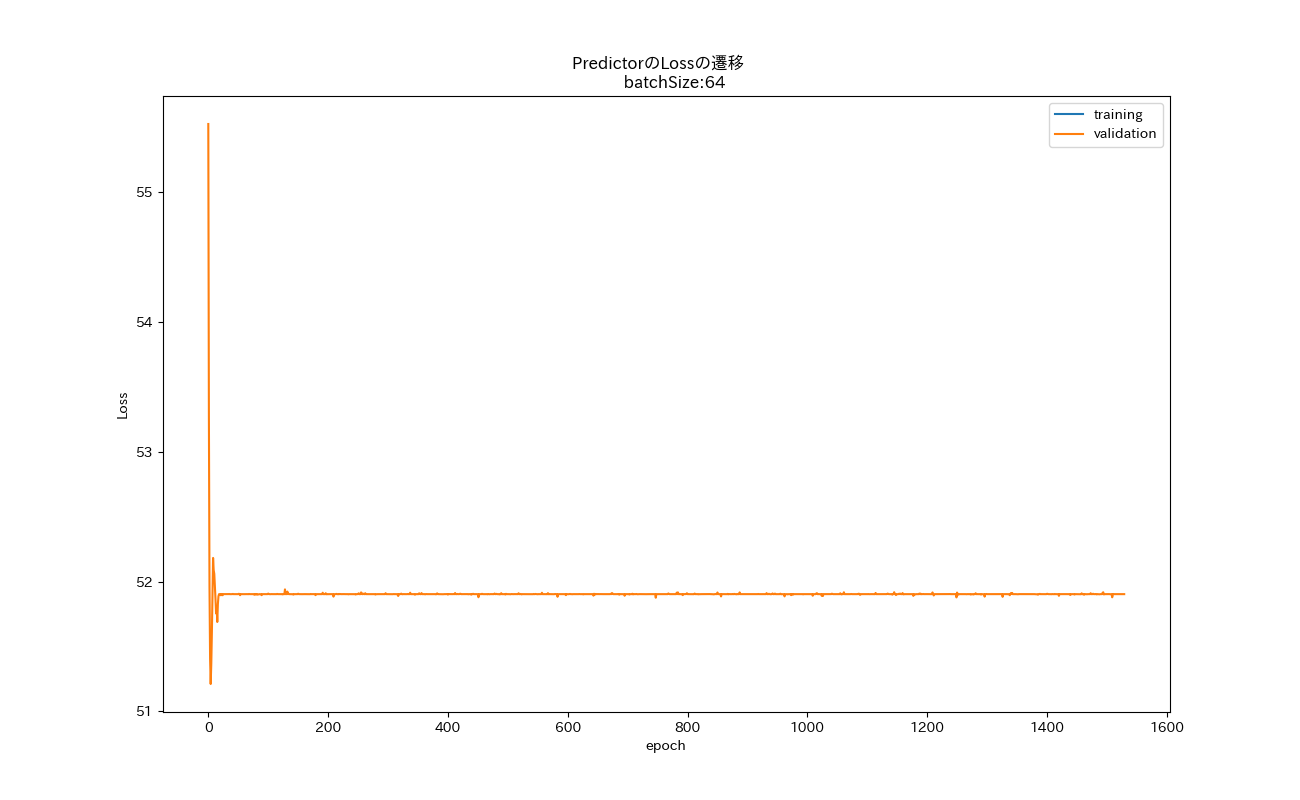 PredictorのLossの遷移
batchSize:64
training
validation
Loss
55
54
53
52
51
0 200 400 600 800 1000 1200 1400 1600
epoch